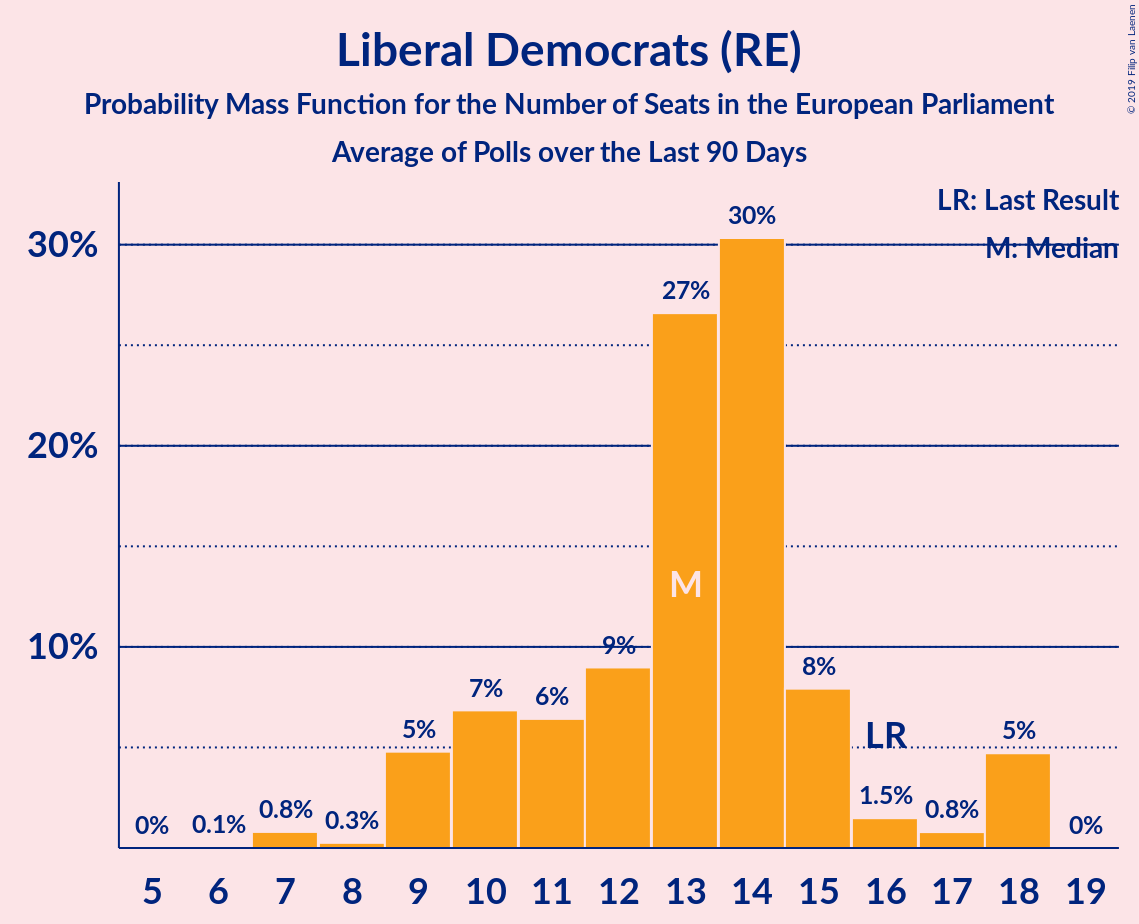 Liberal Democrats (RE)
Probability Mass Function for the Number of Seats in the European Parliament
Average of Polls over the Last 90 Days
© 2019 Filip van Laenen
LR: Last Result
M: Median
30%
20%
10%
0%
0.1%
0.8%
0.3%
5%
7%
6%
9%
27%
30%
8%
1.5%
0.8%
5%
0%
M
LR
5 6 7 8 9 10 11 12 13 14 15 16 17 18 19